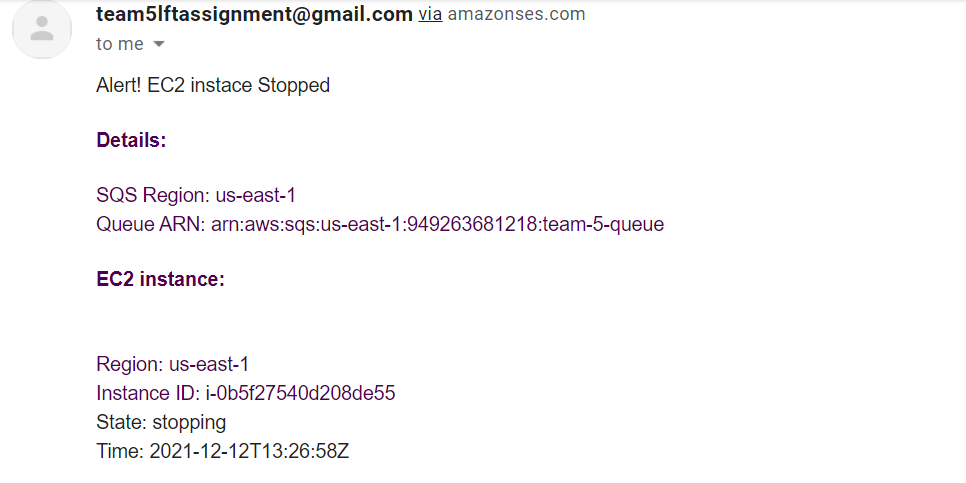 team5lftassignment@gmail.com via amazonses.com
to me
Alert! EC2 instace Stopped
Details:
SQS Region: us-east-1
Queue ARN: arn:aws:sqs:us-east-1:949263681218:team-5-queue
EC2 instance:
Region: us-east-1
Instance ID: i-0b5f27540d208de55
State: stopping
Time: 2021-12-12T13:26:58Z